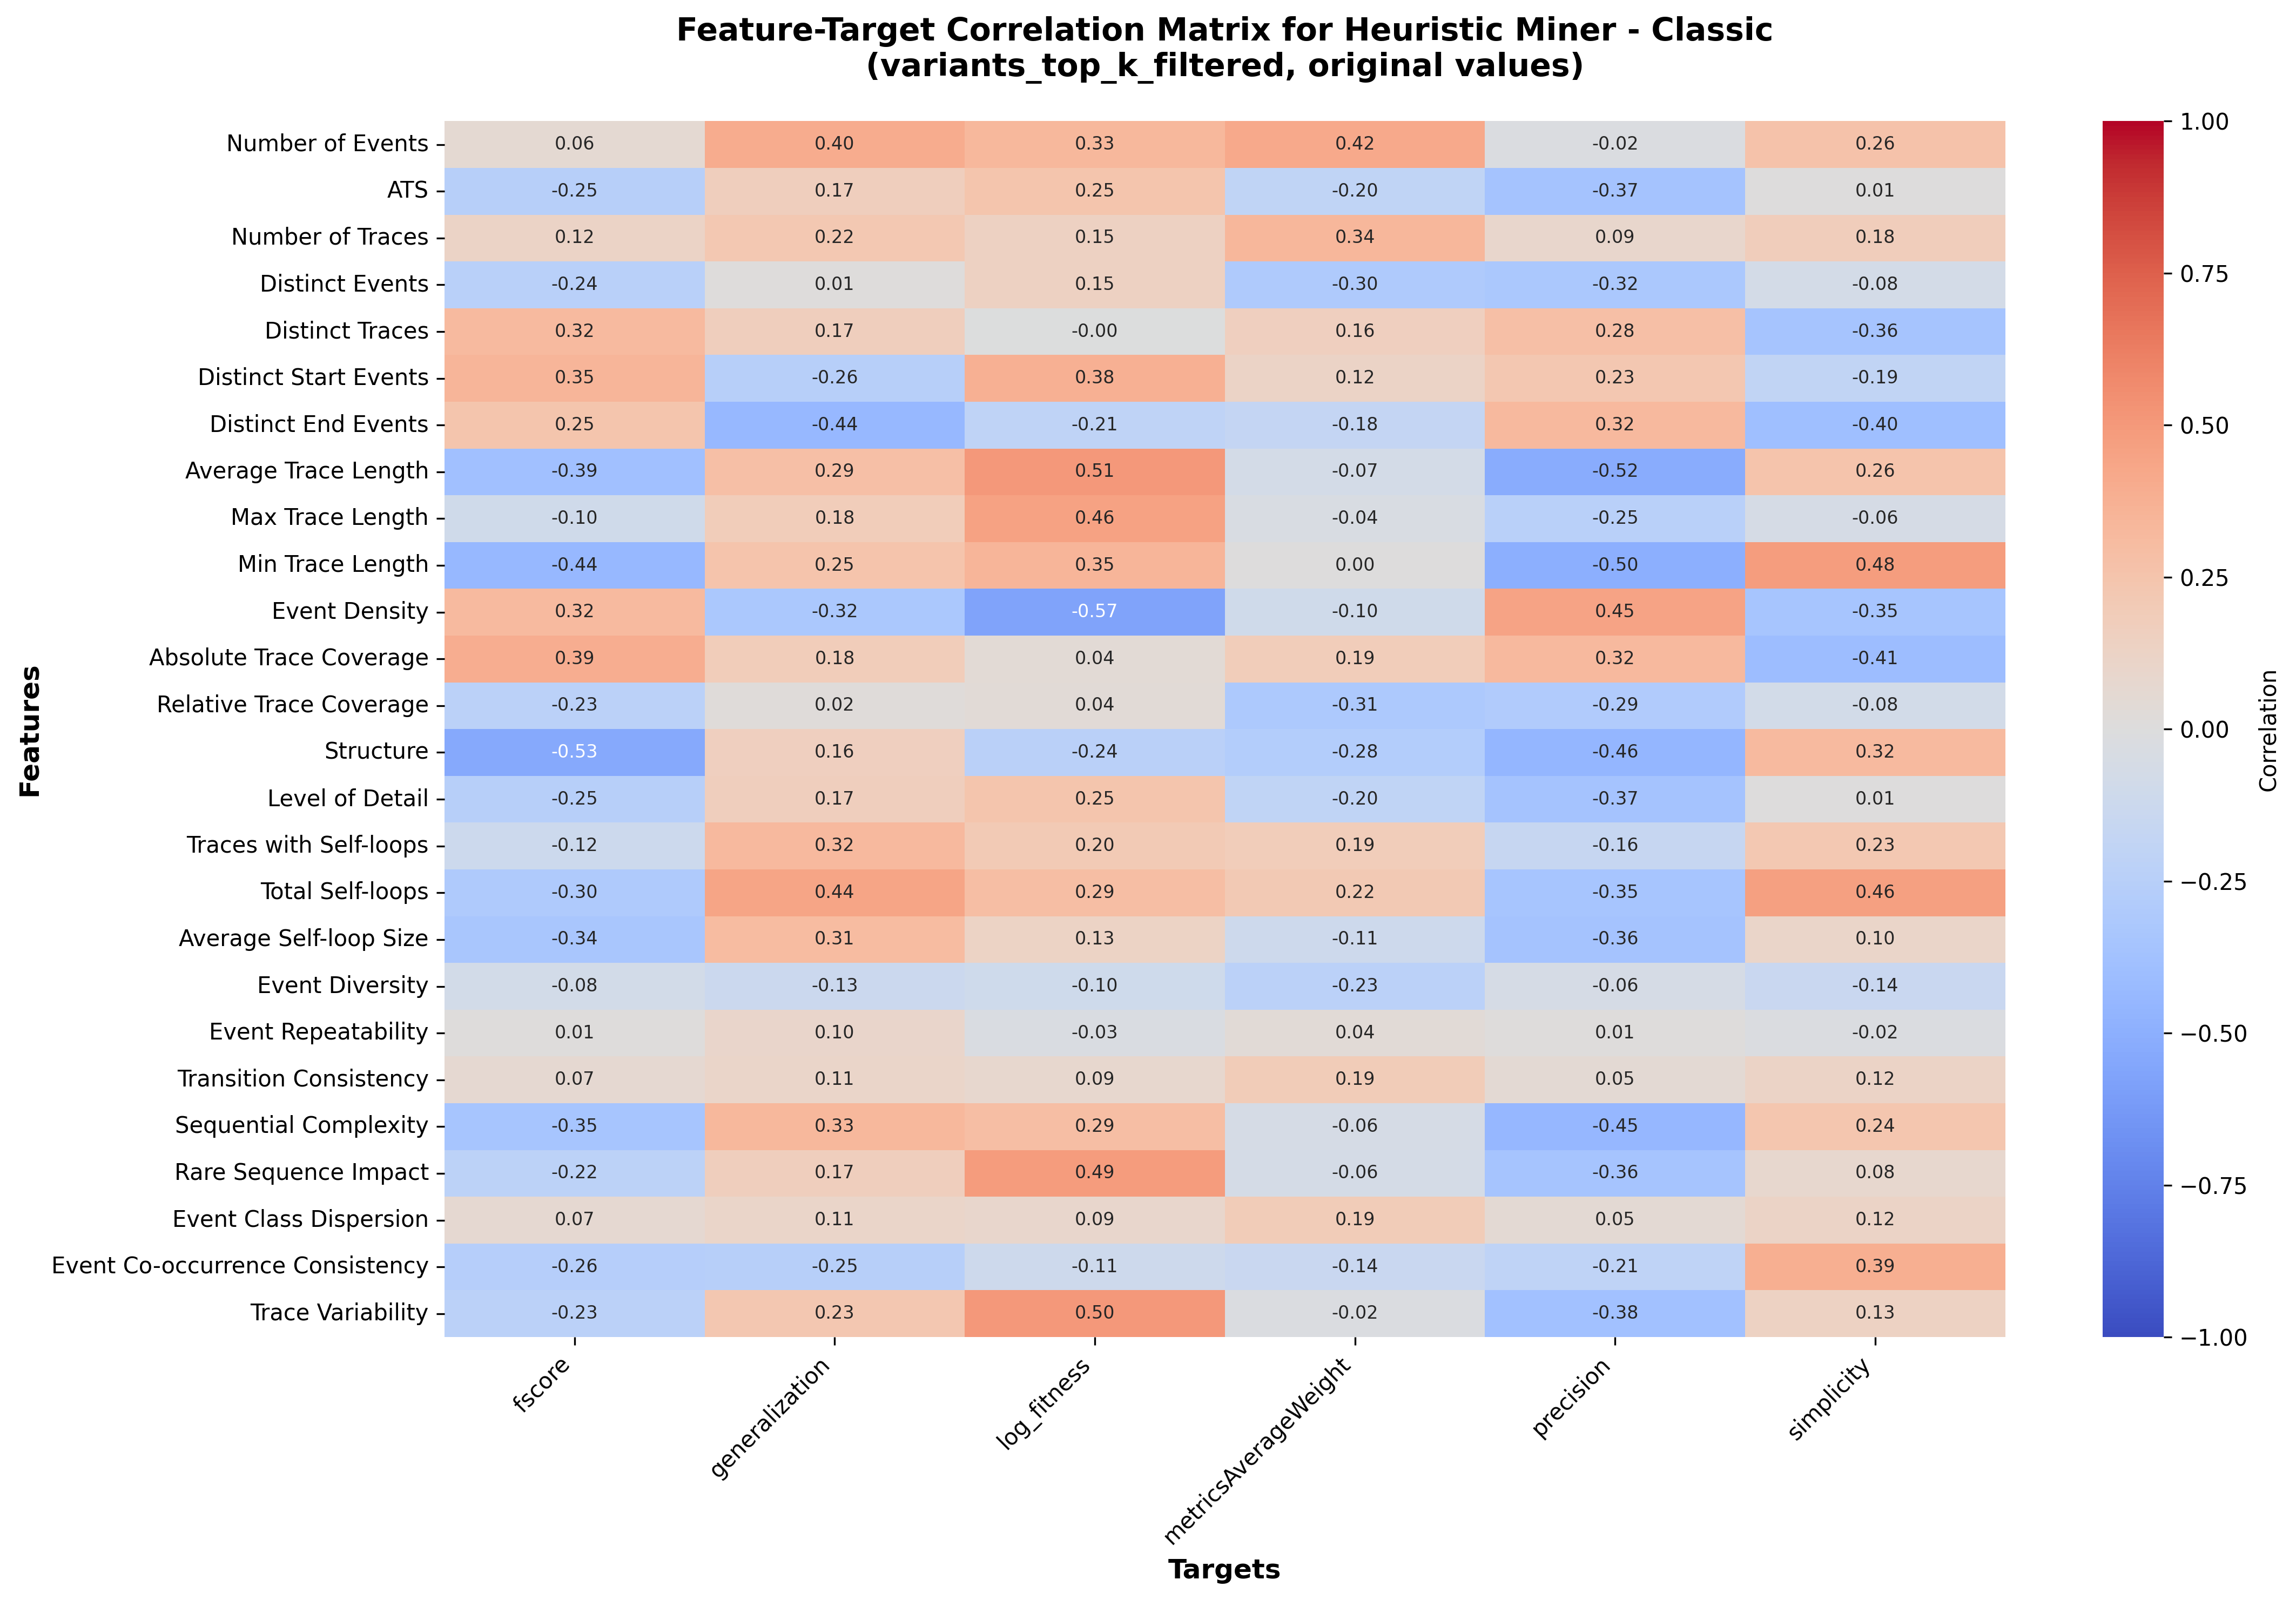 Feature-Target Correlation Matrix for Heuristic Miner - Classic
(variants_top_k_filtered, original values)
Features
Number of Events 0.06 0.40 0.33 0.42 -0.02 0.26
ATS -0.25 0.17 0.25 -0.20 -0.37 0.01
Number of Traces 0.12 0.22 0.15 0.34 0.09 0.18
Distinct Events -0.24 0.01 0.15 -0.30 -0.32 -0.08
Distinct Traces 0.32 0.17 -0.00 0.16 0.28 -0.36
Distinct Start Events 0.35 -0.26 0.38 0.12 0.23 -0.19
Distinct End Events 0.25 -0.44 -0.21 -0.18 0.32 -0.40
Average Trace Length -0.39 0.29 0.51 -0.07 -0.52 0.26
Max Trace Length -0.10 0.18 0.46 -0.04 -0.25 -0.06
Min Trace Length -0.44 0.25 0.35 0.00 -0.50 0.48
Event Density 0.32 -0.32 -0.57 -0.10 0.45 -0.35
Absolute Trace Coverage 0.39 0.18 0.04 0.19 0.32 -0.41
Relative Trace Coverage -0.23 0.02 0.04 -0.31 -0.29 -0.08
Structure -0.53 0.16 -0.24 -0.28 -0.46 0.32
Level of Detail -0.25 0.17 0.25 -0.20 -0.37 0.01
Traces with Self-loops -0.12 0.32 0.20 0.19 -0.16 0.23
Total Self-loops -0.30 0.44 0.29 0.22 -0.35 0.46
Average Self-loop Size -0.34 0.31 0.13 -0.11 -0.36 0.10
Event Diversity -0.08 -0.13 -0.10 -0.23 -0.06 -0.14
Event Repeatability 0.01 0.10 -0.03 0.04 0.01 -0.02
Transition Consistency 0.07 0.11 0.09 0.19 0.05 0.12
Sequential Complexity -0.35 0.33 0.29 -0.06 -0.45 0.24
Rare Sequence Impact -0.22 0.17 0.49 -0.06 -0.36 0.08
Event Class Dispersion 0.07 0.11 0.09 0.19 0.05 0.12
Event Co-occurrence Consistency -0.26 -0.25 -0.11 -0.14 -0.21 0.39
Trace Variability -0.23 0.23 0.50 -0.02 -0.38 0.13
fscore generalization log_fitness metricsAverageWeight precision simplicity
Targets
1.00
0.75
0.50
0.25
0.00
−0.25
−0.50
−0.75
−1.00
Correlation